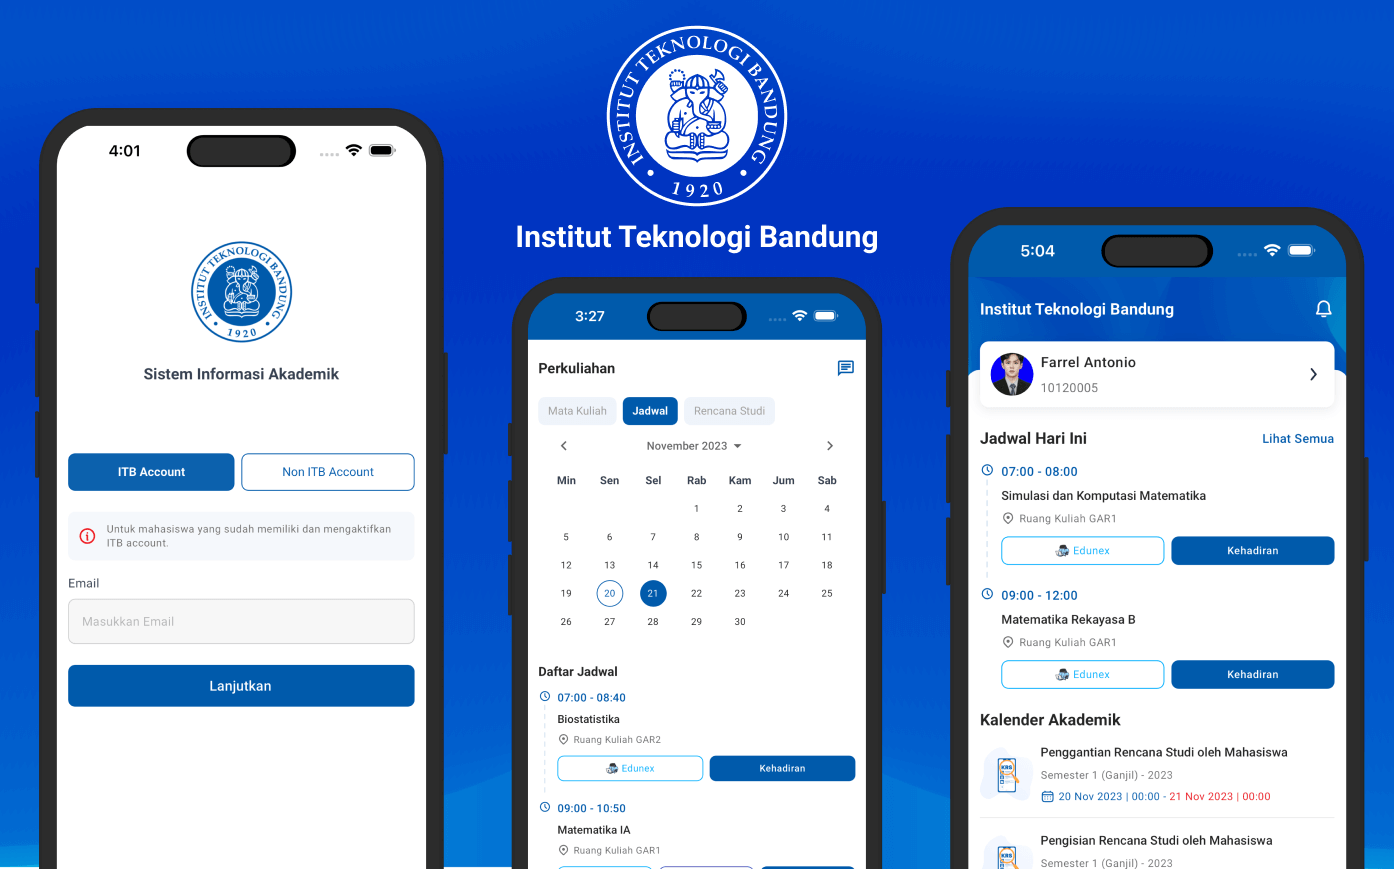 INSTITUT TEKNOLOGI BANDUNG
1920
Institut Teknologi Bandung
4:01
INSTITUT TEKNOLOGI BANDUNG
1920
Sistem Informasi Akademik
ITB Account
Non ITB Account
Untuk mahasiswa yang sudah memiliki dan mengaktifkan
ITB account.
Email
Masukkan Email
Lanjutkan
3:27
Perkuliahan
Mata Kuliah Jadwal Rencana Studi
November 2023
Min Sen Sel Rab Kam Jum Sab
1 2 3 4
5 6 7 8 9 10 11
12 13 14 15 16 17 18
19 20 21 22 23 24 25
26 27 28 29 30
Daftar Jadwal
07:00 - 08:40
Biostatistika
Ruang Kuliah GAR2
Edunex Kehadiran
09:00 - 10:50
Matematika IA
Ruang Kuliah GAR1
5:04
Institut Teknologi Bandung
Farrel Antonio
10120005
Jadwal Hari Ini Lihat Semua
07:00 - 08:00
Simulasi dan Komputasi Matematika
Ruang Kuliah GAR1
Edunex Kehadiran
09:00 - 12:00
Matematika Rekayasa B
Ruang Kuliah GAR1
Edunex Kehadiran
Kalender Akademik
KRS
Penggantian Rencana Studi oleh Mahasiswa
Semester 1 (Ganjil) - 2023
20 Nov 2023 | 00:00 - 21 Nov 2023 | 00:00
KRS
Pengisian Rencana Studi oleh Mahasiswa
Semester 1 (Ganjil) - 2023